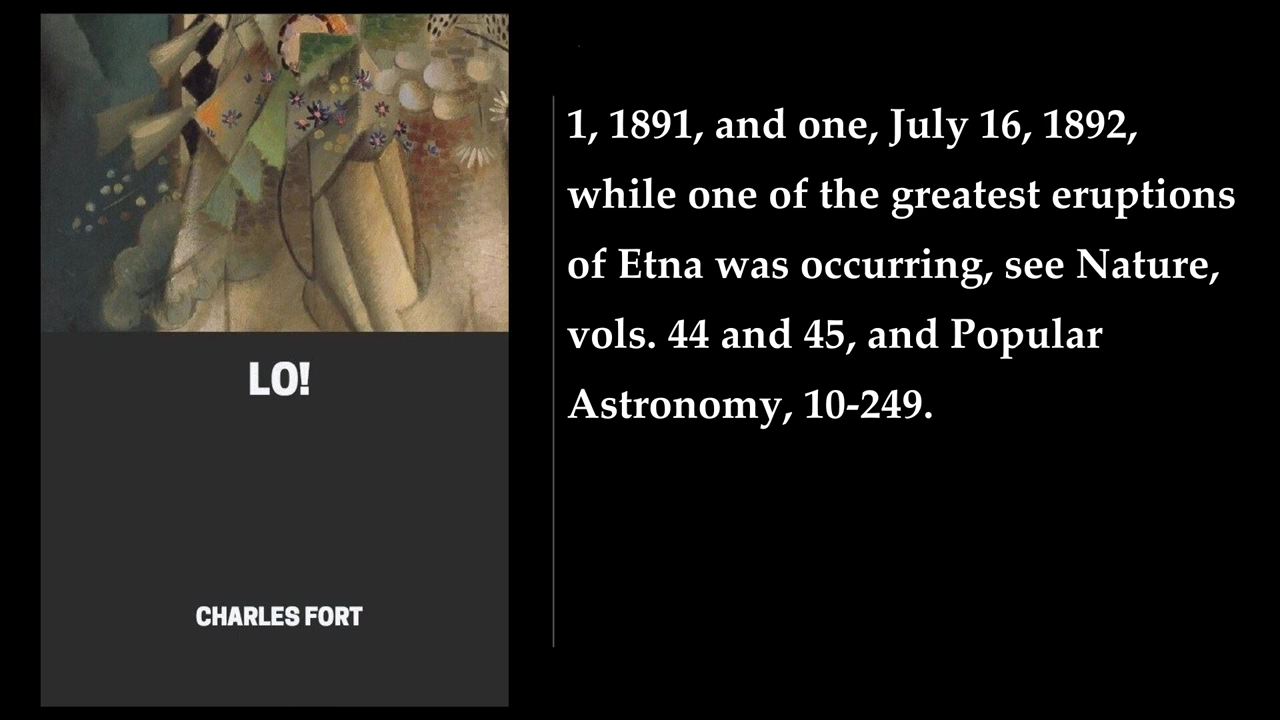 LO!
CHARLES FORT
1, 1891, and one, July 16, 1892,
while one of the greatest eruptions
of Etna was occurring, see Nature,
vols. 44 and 45, and Popular
Astronomy, 10-249.